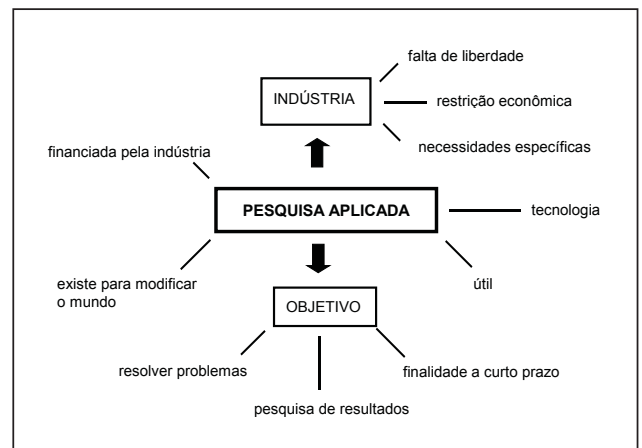 falta de liberdade
INDÚSTRIA
restrição econômica
necessidades específicas
financiada pela indústria
PESQUISA APLICADA
tecnologia
existe para modificar
o mundo
útil
OBJETIVO
resolver problemas
finalidade a curto prazo
pesquisa de resultados